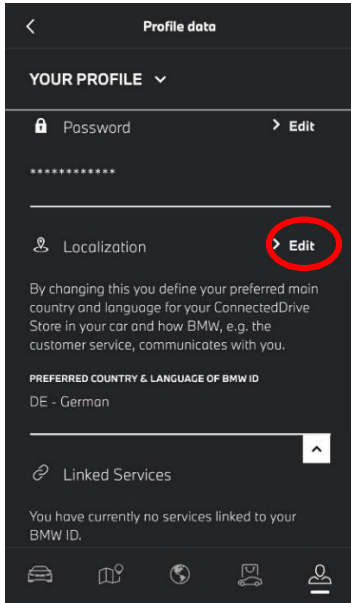 Profile data
YOUR PROFILE
Password
Edit
************
Localization
Edit
By changing this you define your preferred main
country and language for your ConnectedDrive
Store in your car and how BMW, e.g. the
customer service, communicates with you.
PREFERRED COUNTRY & LANGUAGE OF BMW ID
DE - German
Linked Services
You have currently no services linked to your
BMW ID.